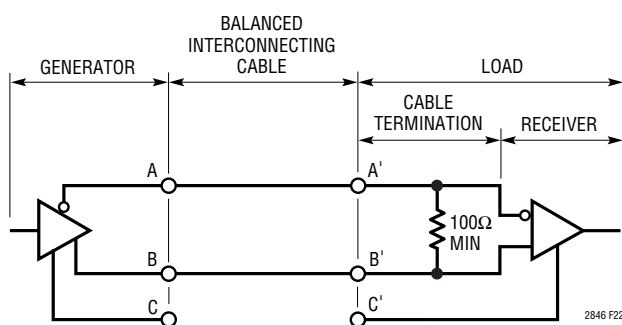 BALANCED
INTERCONNECTING
CABLE
GENERATOR
LOAD
CABLE
TERMINATION
RECEIVER
A
A'
100Ω
MIN
B
B'
C
C'
2846 F22